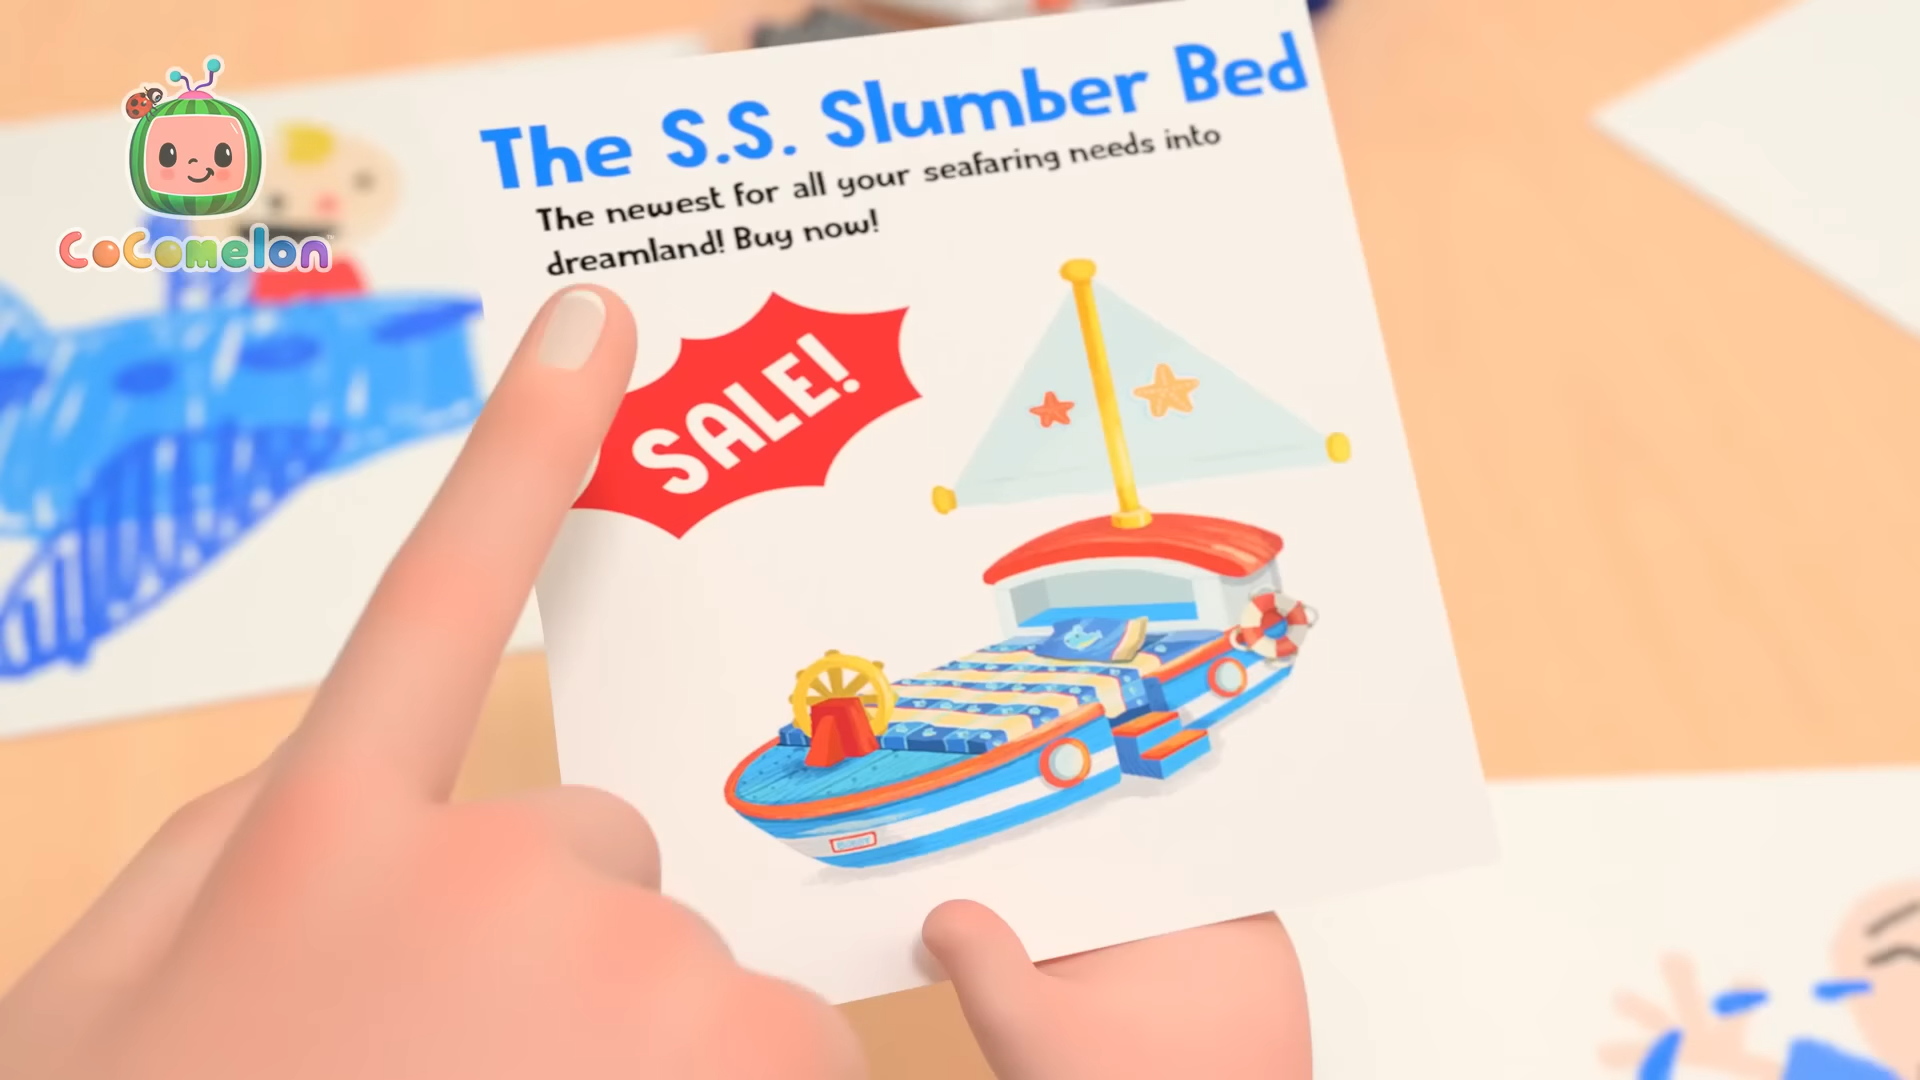 CoComelon
The S.S. Slumber Bed
The newest for all your seafaring needs into
dreamland! Buy now!
SALE!